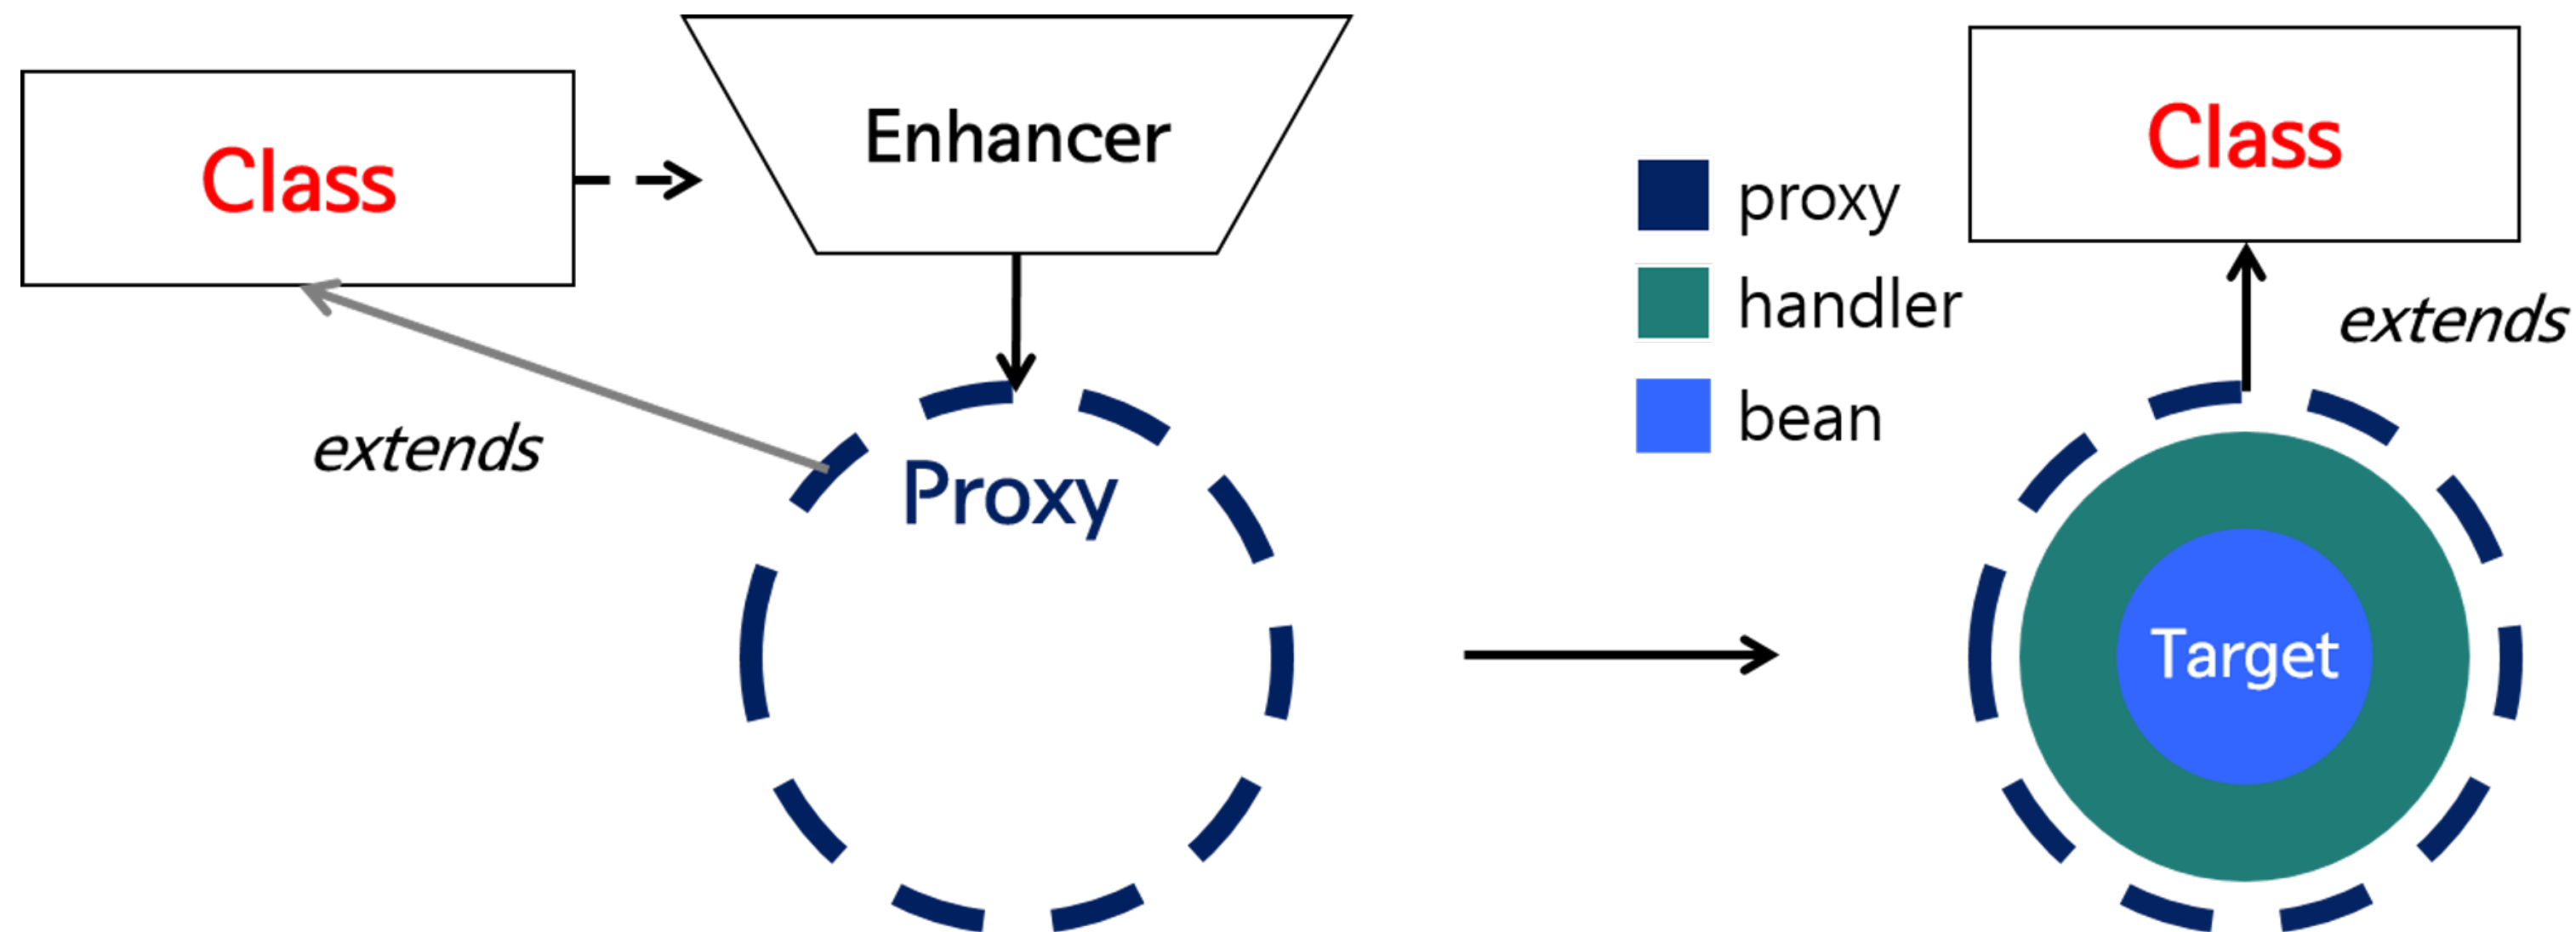 Class
Enhancer
extends
Proxy
proxy
handler
bean
Class
extends
Target